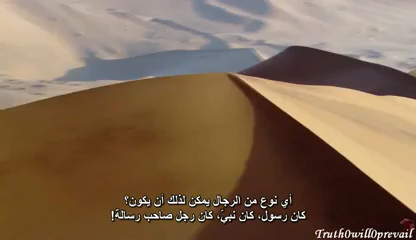 أي نوع من الرجال يمكن لذلك أن يكون؟
كان رسول، كان نبيّ، كان رجل صاحب رسالة!
Truth0will0prevail